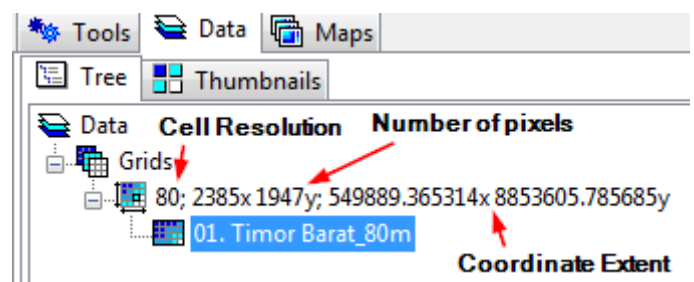 Tools Data Maps
Tree Thumbnails
Data Cell Resolution Number of pixels
Grids
80; 2385x 1947y; 549889.365314x 8853605.785685y
01. Timor Barat_80m
Coordinate Extent